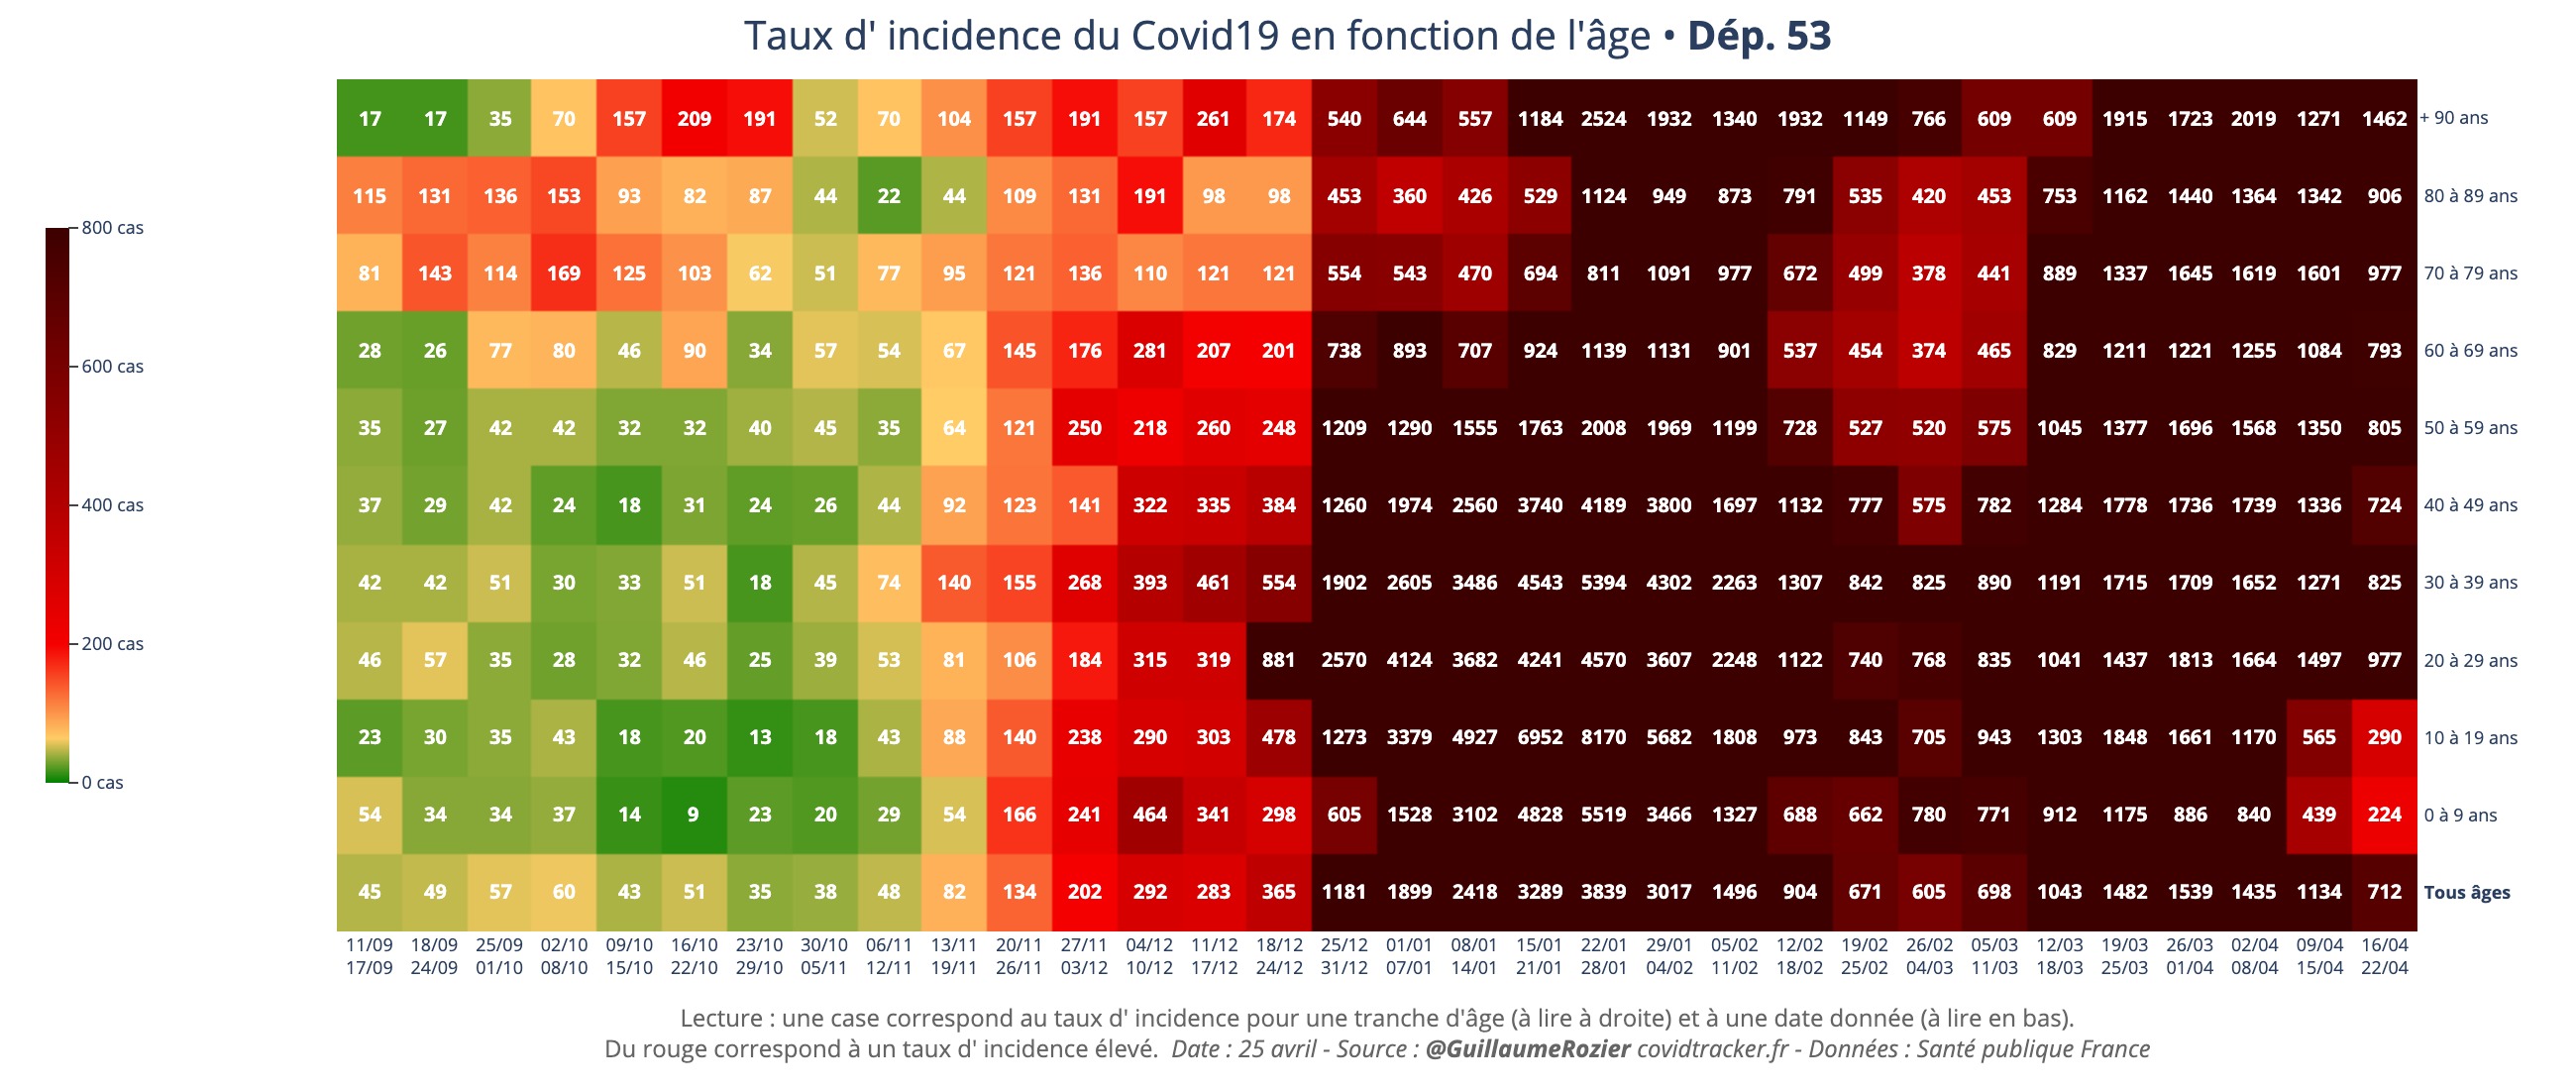 Taux d' incidence du Covid19 en fonction de l'âge • Dép. 53
17 17 35 70 157 209 191 52 70 104 157 191 157 261 174 540 644 557 1184 2524 1932 1340 1932 1149 766 609 609 1915 1723 2019 1271 1462 + 90 ans
115 131 136 153 93 82 87 44 22 44 109 131 191 98 98 453 360 426 529 1124 949 873 791 535 420 453 753 1162 1440 1364 1342 906 80 à 89 ans
800 cas
81 143 114 169 125 103 62 51 77 95 121 136 110 121 121 554 543 470 694 811 1091 977 672 499 378 441 889 1337 1645 1619 1601 977 70 à 79 ans
28 26 77 80 46 90 34 57 54 67 145 176 281 207 201 738 893 707 924 1139 1131 901 537 454 374 465 829 1211 1221 1255 1084 793 60 à 69 ans
600 cas
35 27 42 42 32 32 40 45 35 64 121 250 218 260 248 1209 1290 1555 1763 2008 1969 1199 728 527 520 575 1045 1377 1696 1568 1350 805 50 à 59 ans
400 cas
37 29 42 24 18 31 24 26 44 92 123 141 322 335 384 1260 1974 2560 3740 4189 3800 1697 1132 777 575 782 1284 1778 1736 1739 1336 724 40 à 49 ans
42 42 51 30 33 51 18 45 74 140 155 268 393 461 554 1902 2605 3486 4543 5394 4302 2263 1307 842 825 890 1191 1715 1709 1652 1271 825 30 à 39 ans
200 cas
46 57 35 28 32 46 25 39 53 81 106 184 315 319 881 2570 4124 3682 4241 4570 3607 2248 1122 740 768 835 1041 1437 1813 1664 1497 977 20 à 29 ans
23 30 35 43 18 20 13 18 43 88 140 238 290 303 478 1273 3379 4927 6952 8170 5682 1808 973 843 705 943 1303 1848 1661 1170 565 290 10 à 19 ans
0 cas
54 34 34 37 14 9 23 20 29 54 166 241 464 341 298 605 1528 3102 4828 5519 3466 1327 688 662 780 771 912 1175 886 840 439 224 0 à 9 ans
45 49 57 60 43 51 35 38 48 82 134 202 292 283 365 1181 1899 2418 3289 3839 3017 1496 904 671 605 698 1043 1482 1539 1435 1134 712 Tous âges
11/09 18/09 25/09 02/10 09/10 16/10 23/10 30/10 06/11 13/11 20/11 27/11 04/12 11/12 18/12 25/12 01/01 08/01 15/01 22/01 29/01 05/02 12/02 19/02 26/02 05/03 12/03 19/03 26/03 02/04 09/04 16/04
17/09 24/09 01/10 08/10 15/10 22/10 29/10 05/11 12/11 19/11 26/11 03/12 10/12 17/12 24/12 31/12 07/01 14/01 21/01 28/01 04/02 11/02 18/02 25/02 04/03 11/03 18/03 25/03 01/04 08/04 15/04 22/04
Lecture : une case correspond au taux d' incidence pour une tranche d'âge (à lire à droite) et à une date donnée (à lire en bas).
Du rouge correspond à un taux d' incidence élevé. Date : 25 avril - Source : @GuillaumeRozier covidtracker.fr - Données : Santé publique France